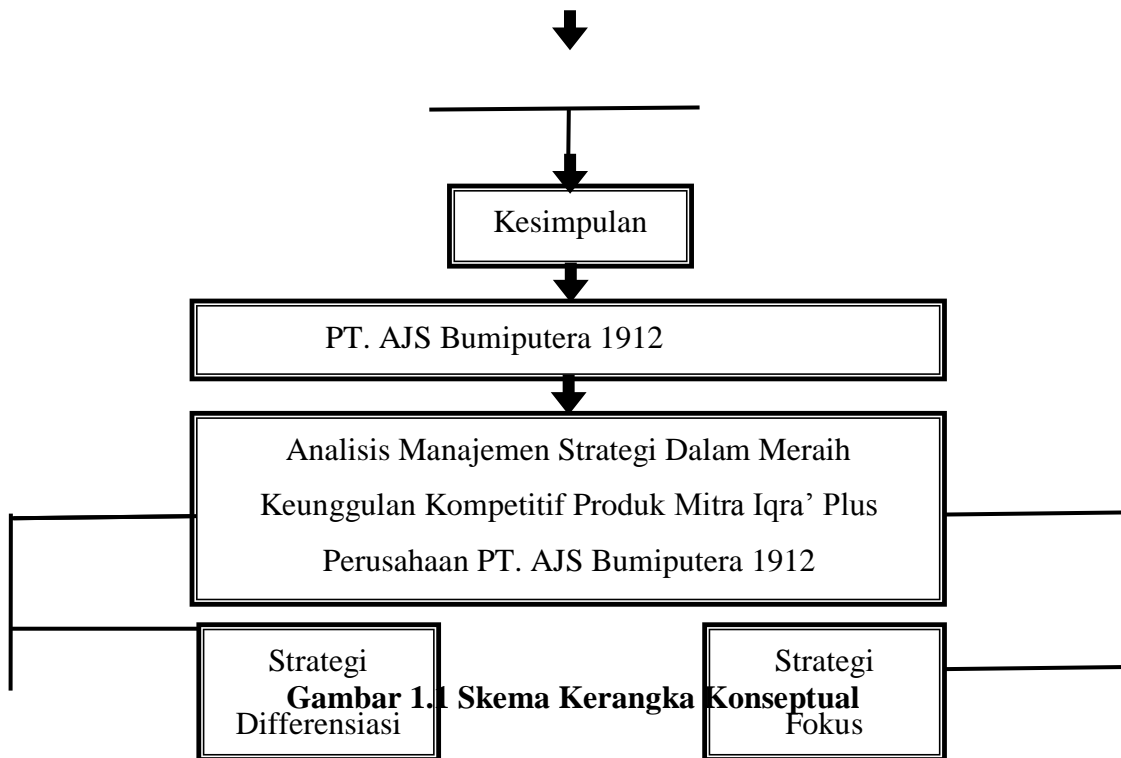 Kesimpulan
PT. AJS Bumiputera 1912
Analisis Manajemen Strategi Dalam Meraih
Keunggulan Kompetitif Produk Mitra Iqra’ Plus
Perusahaan PT. AJS Bumiputera 1912
Strategi
Differensiasi
Strategi
Fokus
Gambar 1.1 Skema Kerangka Konseptual